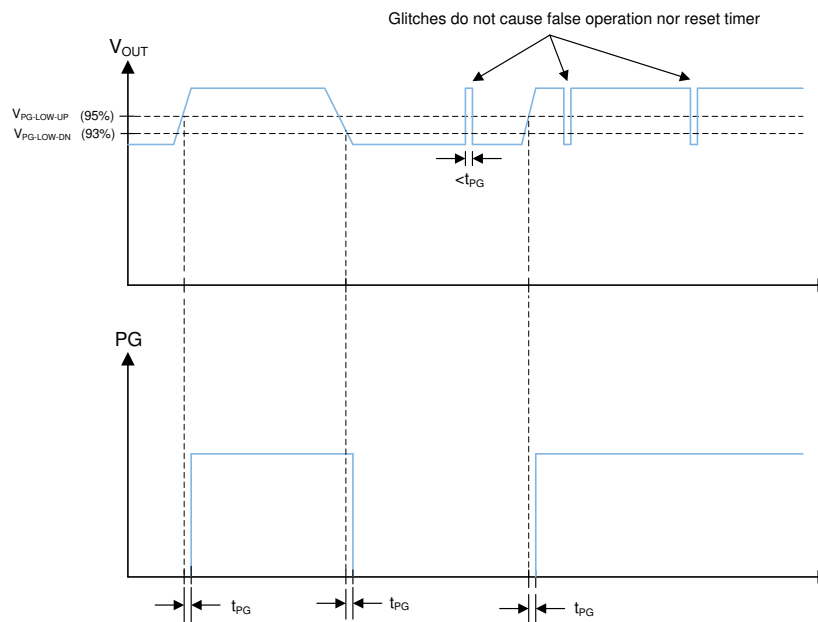 Glitches do not cause false operation nor reset timer
VOUT
VPG-LOW-UP (95%)
VPG-LOW-DN (93%)
<tPG
PG
tPG
tPG
tPG